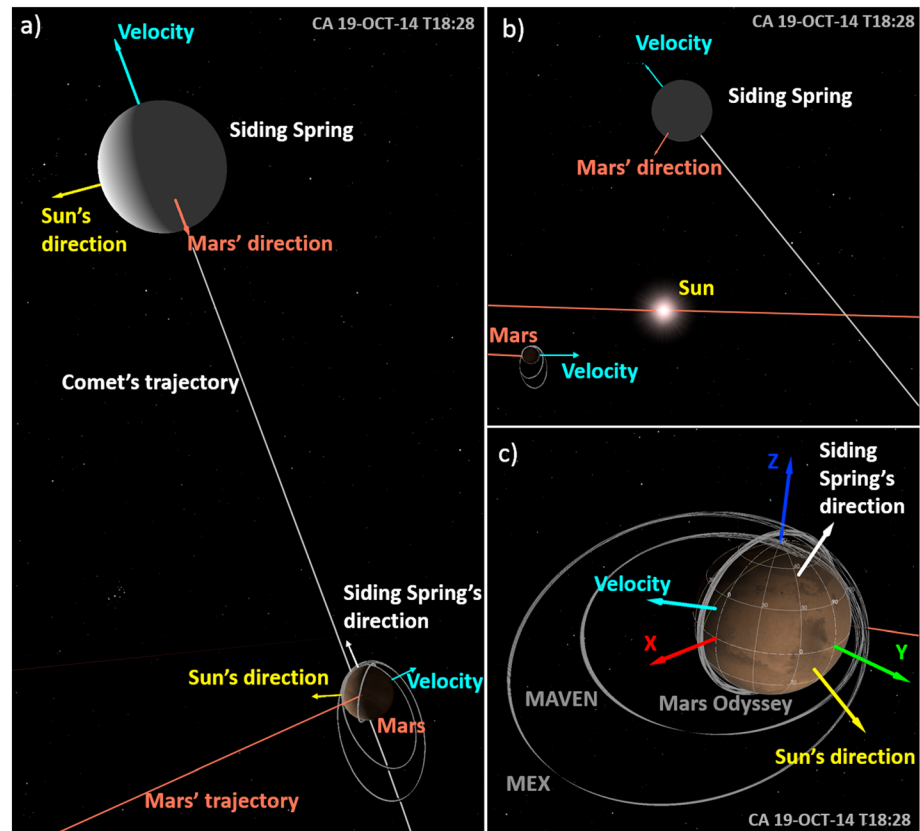 a)
CA 19-OCT-14 T18:28
Velocity
Siding Spring
Sun's
direction
Mars' direction
Comet's trajectory
Siding Spring's
direction
Sun's direction
Velocity
Mars
Mars' trajectory
b)
CA 19-OCT-14 T18:28
Velocity
Siding Spring
Mars' direction
Sun
Mars
Velocity
c)
Siding
Spring's
direction
Z
Velocity
X
Y
MAVEN
Mars Odyssey
Sun's direction
MEX
CA 19-OCT-14 T18:28